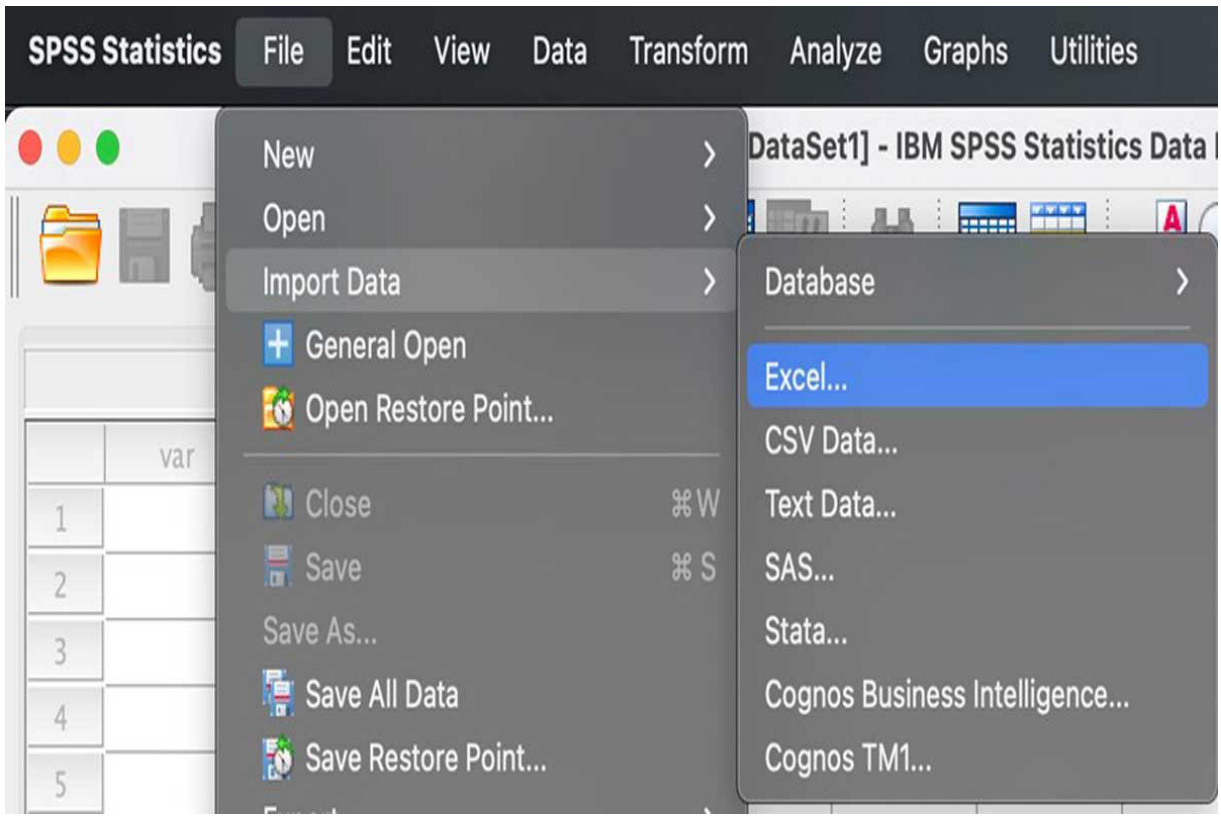 SPSS Statistics File Edit View Data Transform Analyze Graphs Utilities
DataSet1] - IBM SPSS Statistics Data
New
Open
Import Data
General Open
Open Restore Point...
Close ⌘W
Save ⌘ S
Save As...
Save All Data
Save Restore Point...
Export
Database
Excel...
CSV Data...
Text Data...
SAS...
Stata...
Cognos Business Intelligence...
Cognos TM1...
A
var
1
2
3
4
5